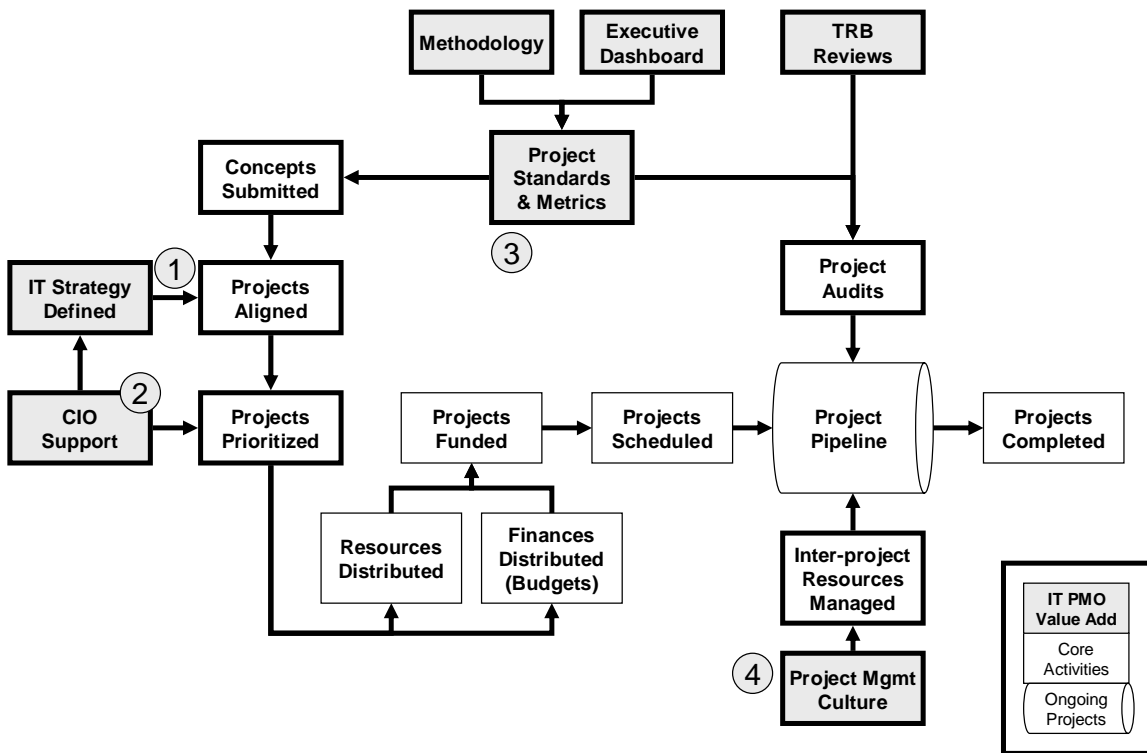 Methodology
Executive
Dashboard
TRB
Reviews
Concepts
Submitted
Project
Standards
& Metrics
3
1
IT Strategy
Defined
Projects
Aligned
Project
Audits
2
CIO
Support
Projects
Prioritized
Projects
Funded
Projects
Scheduled
Project
Pipeline
Projects
Completed
Resources
Distributed
Finances
Distributed
(Budgets)
Inter-project
Resources
Managed
4
Project Mgmt
Culture
IT PMO
Value Add
Core
Activities
Ongoing
Projects